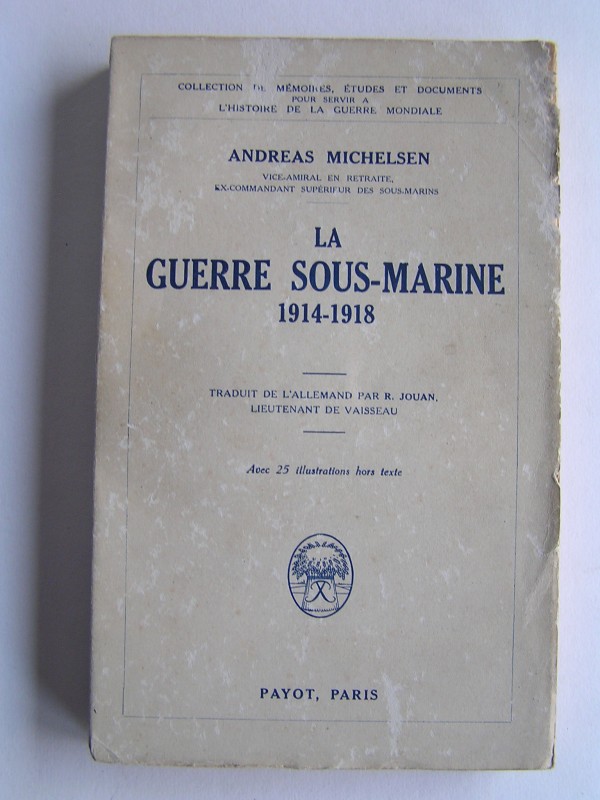 COLLECTION DE MÉMOIRES, ÉTUDES ET DOCUMENTS
POUR SERVIR A
L'HISTOIRE DE LA GUERRE MONDIALE
ANDREAS MICHELSEN
VICE-AMIRAL EN RETRAITE,
EX-COMMANDANT SUPÉRIEUR DES SOUS-MARINS
LA
GUERRE SOUS-MARINE
1914-1918
TRADUIT DE L'ALLEMAND PAR R. JOUAN,
LIEUTENANT DE VAISSEAU
Avec 25 illustrations hors texte
PAYOT, PARIS